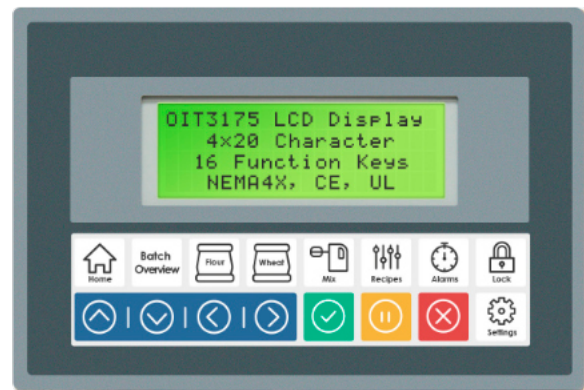 OIT3175 LCD Display
4x20 Character
16 Function Keys
NEMA4X, CE, UL
Home
Batch
Overview
Flour
Wheat
Mix
Recipes
Alarms
Lock
Settings